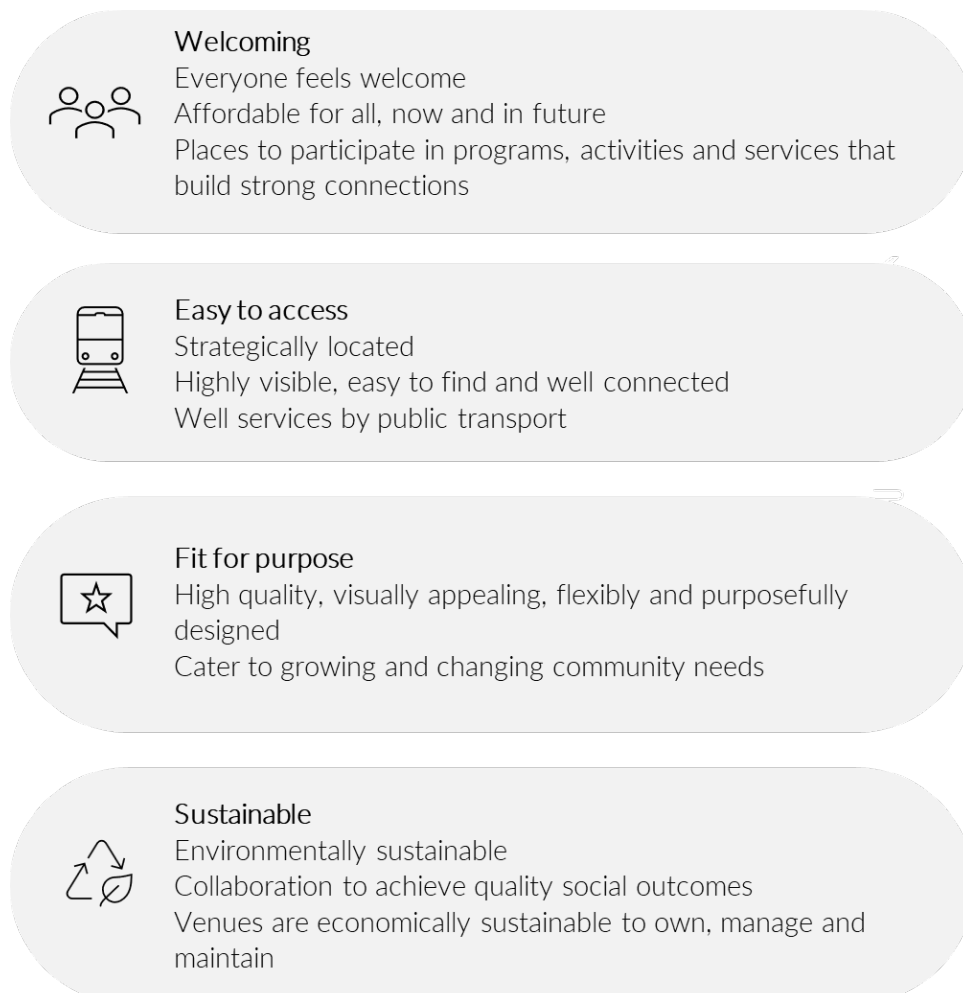 Welcoming
Everyone feels welcome
Affordable for all, now and in future
Places to participate in programs, activities and services that
build strong connections
Easy to access
Strategically located
Highly visible, easy to find and well connected
Well services by public transport
Fit for purpose
High quality, visually appealing, flexibly and purposefully
designed
Cater to growing and changing community needs
Sustainable
Environmentally sustainable
Collaboration to achieve quality social outcomes
Venues are economically sustainable to own, manage and
maintain